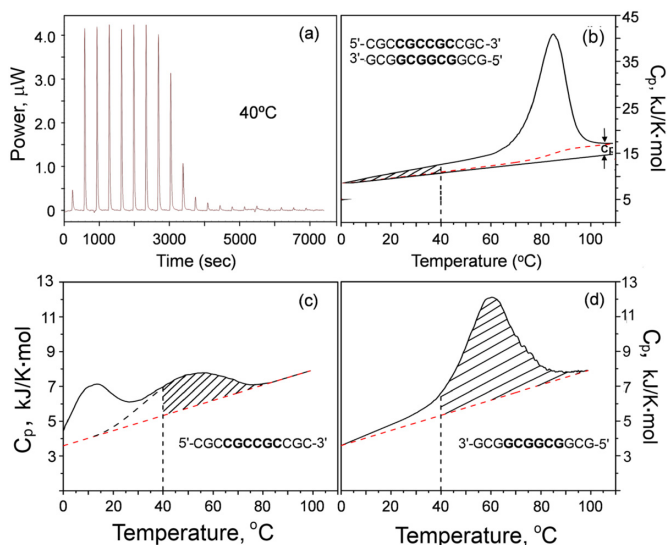 (a)
4.0
3.0
2.0
1.0
0
Power, μW
40ºC
0 1000 3000 5000 7000
Time (sec)
(b)
5'-CGCCGCCGCCGC-3'
3'-GCGGCGGCGGCG-5'
45
35
25
15
5
Cp, kJ/K·mol
Cp
0 20 40 60 80 100
Temperature (ºC)
(c)
13
11
9
7
5
3
1
Cp, kJ/K·mol
5'-CGCCGCCGCCGC-3'
0 20 40 60 80 100
Temperature, ºC
(d)
13
11
9
7
5
3
1
Cp, kJ/K·mol
3'-GCGGCGGCGGCG-5'
0 20 40 60 80 100
Temperature, ºC